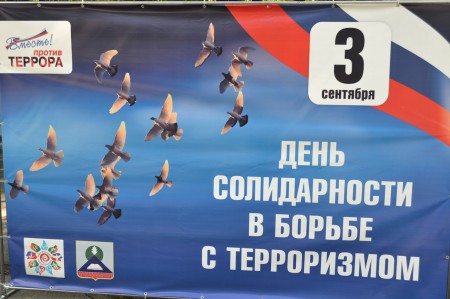 Вместе!
против
ТЕРРОРА
3
сентября
ДЕНЬ
СОЛИДАРНОСТИ
В БОРЬБЕ
С ТЕРРОРИЗМОМ